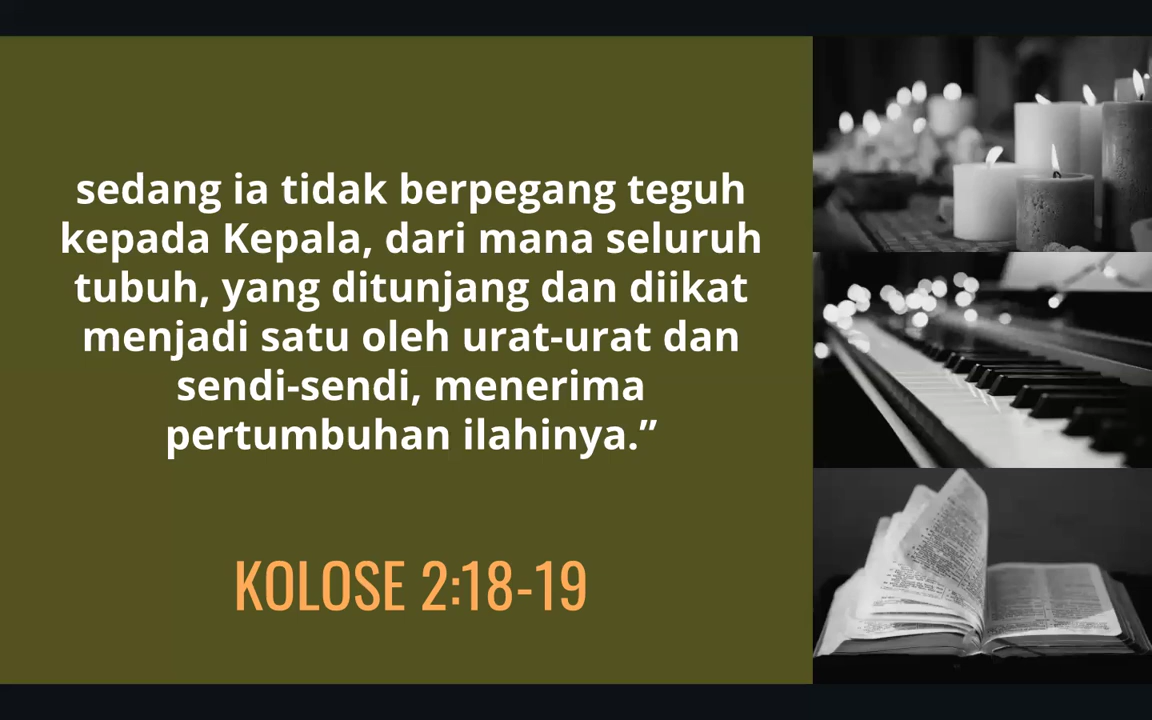 sedang ia tidak berpegang teguh
kepada Kepala, dari mana seluruh
tubuh, yang ditunjang dan diikat
menjadi satu oleh urat-urat dan
sendi-sendi, menerima
pertumbuhan ilahinya.”
KOLOSE 2:18-19